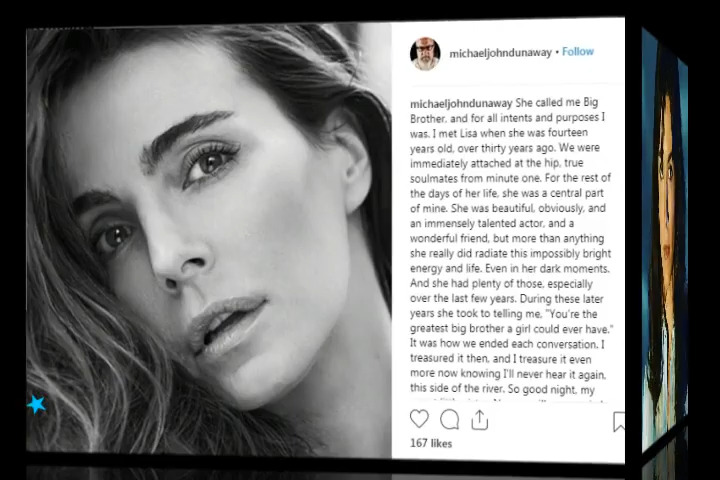 michaeljohndunaway • Follow
michaeljohndunaway She called me Big
Brother, and for all intents and purposes I
was. I met Lisa when she was fourteen
years old, over thirty years ago. We were
immediately attached at the hip, true
soulmates from minute one. For the rest of
the days of her life, she was a central part
of mine. She was beautiful, obviously, and
an immensely talented actor, and a
wonderful friend, but more than anything
she really did radiate this impossibly bright
energy and life. Even in her dark moments.
And she had plenty of those, especially
over the last few years. During these later
years she took to telling me, "You're the
greatest big brother a girl could ever have."
It was how we ended each conversation. I
treasured it then, and I treasure it even
more now knowing I'll never hear it again,
this side of the river. So good night, my
167 likes